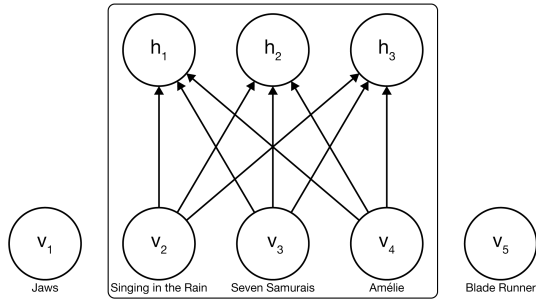 h1 h2 h3
v1 v2 v3 v4 v5
Jaws Singing in the Rain Seven Samurais Amélie Blade Runner